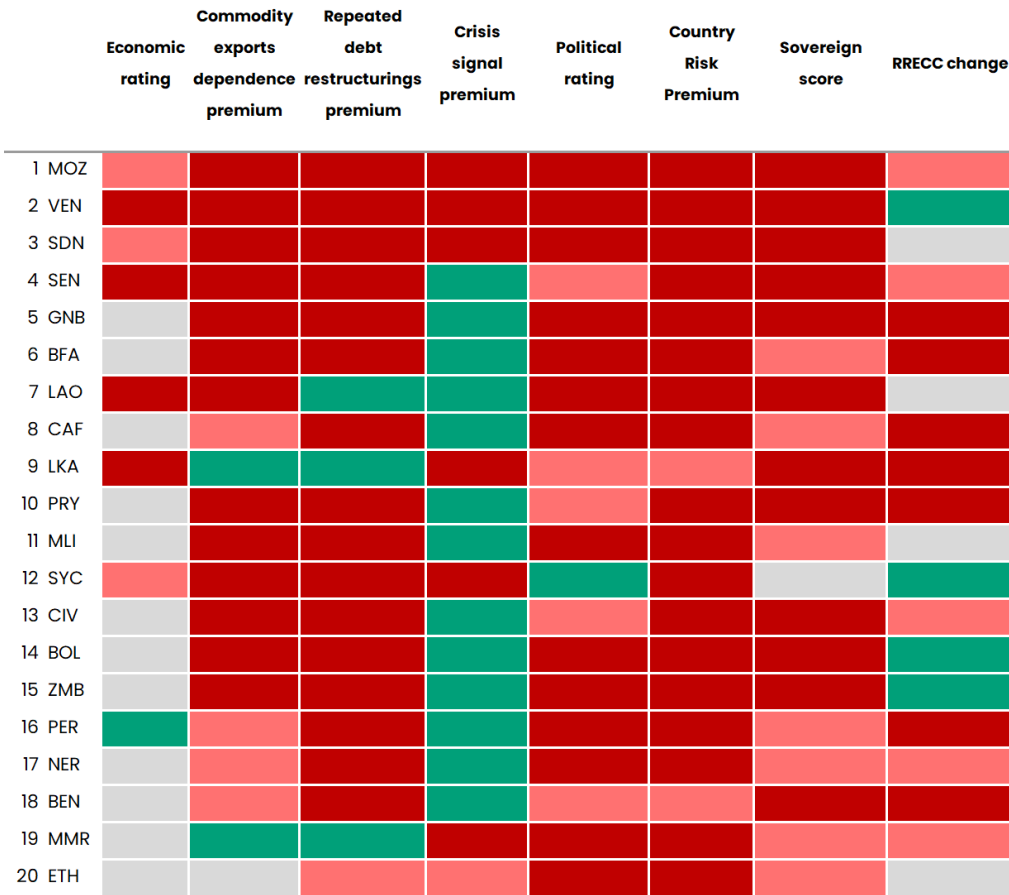 Economic rating
Commodity exports dependence premium
Repeated debt restructurings premium
Crisis signal premium
Political rating
Country Risk Premium
Sovereign score
RRECC change
1 MOZ
2 VEN
3 SDN
4 SEN
5 GNB
6 BFA
7 LAO
8 CAF
9 LKA
10 PRY
11 MLI
12 SYC
13 CIV
14 BOL
15 ZMB
16 PER
17 NER
18 BEN
19 MMR
20 ETH